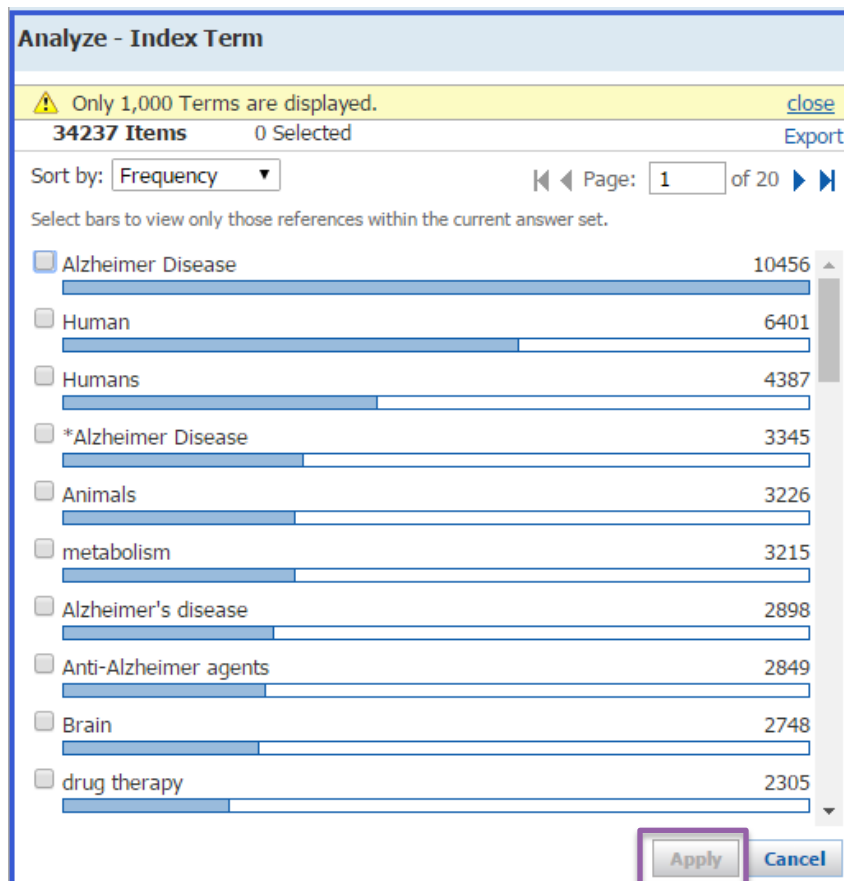 Analyze - Index Term
Only 1,000 Terms are displayed. close
34237 Items 0 Selected Export
Sort by: Frequency Page: 1 of 20
Select bars to view only those references within the current answer set.
Alzheimer Disease 10456
Human 6401
Humans 4387
*Alzheimer Disease 3345
Animals 3226
metabolism 3215
Alzheimer's disease 2898
Anti-Alzheimer agents 2849
Brain 2748
drug therapy 2305
Apply Cancel